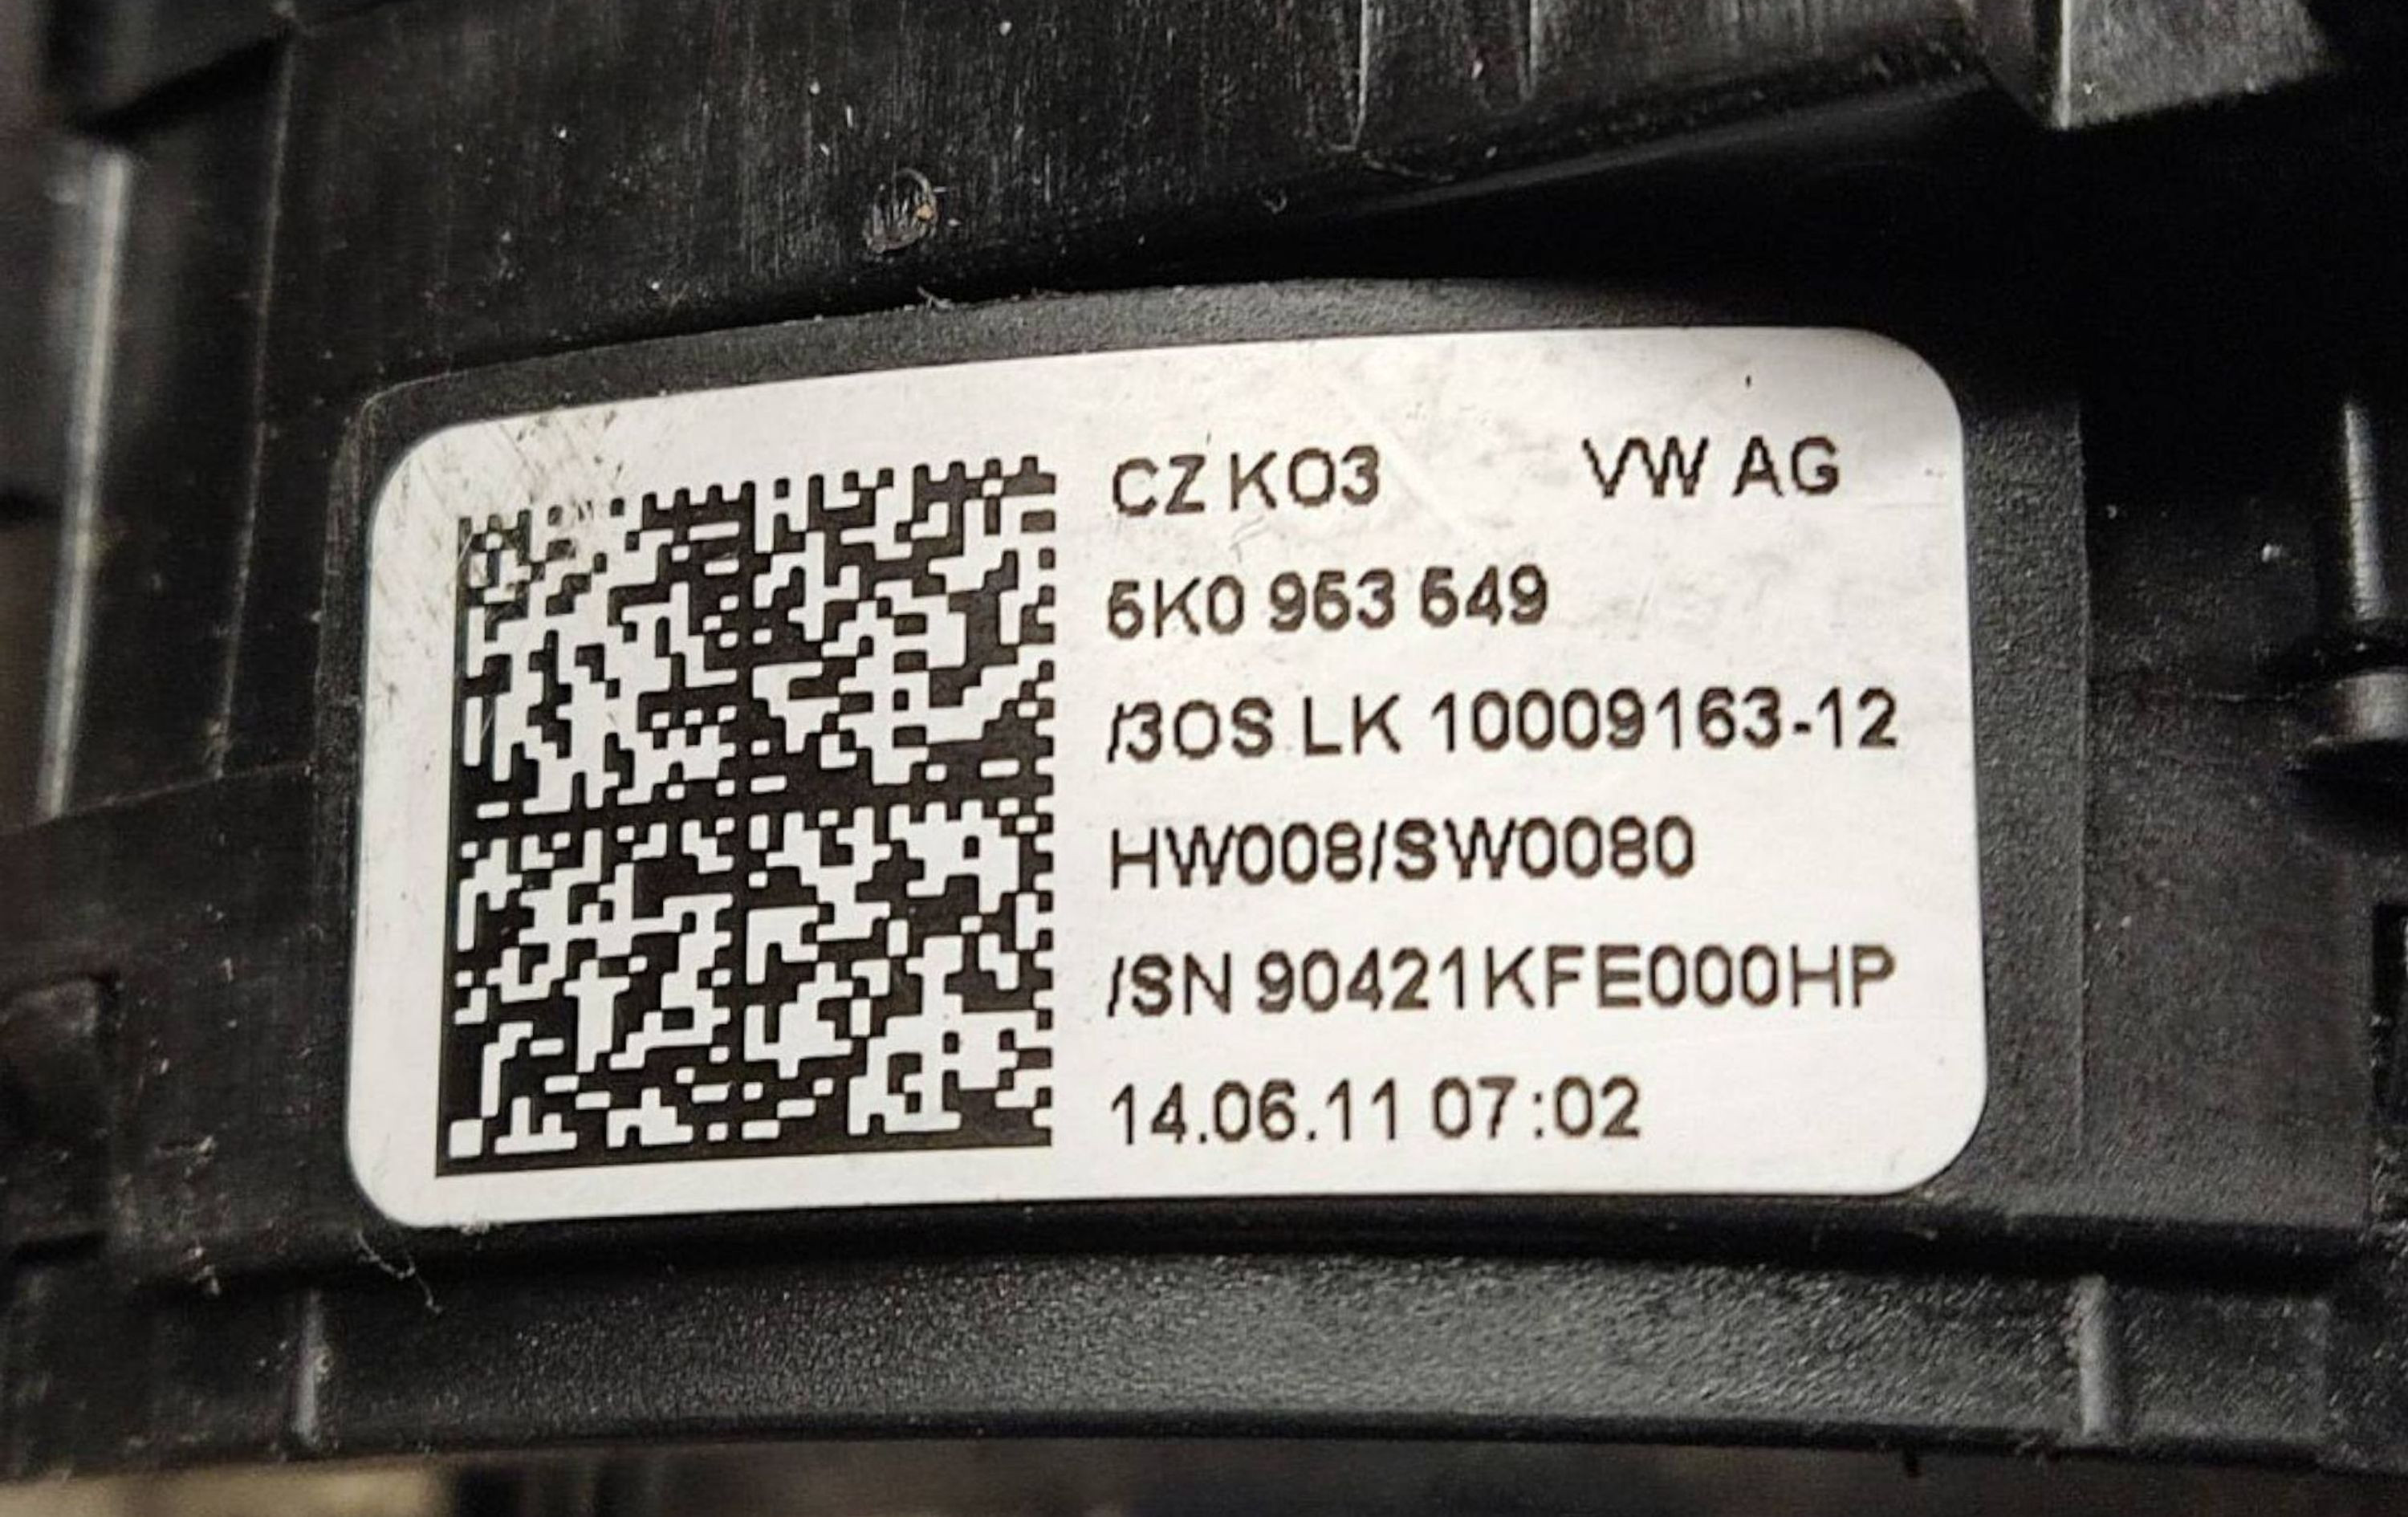 CZ KO3 VW AG
5K0 953 549
/3OS LK 10009163-12
HW008/SW0080
/SN 90421KFE000HP
14.06.11 07:02